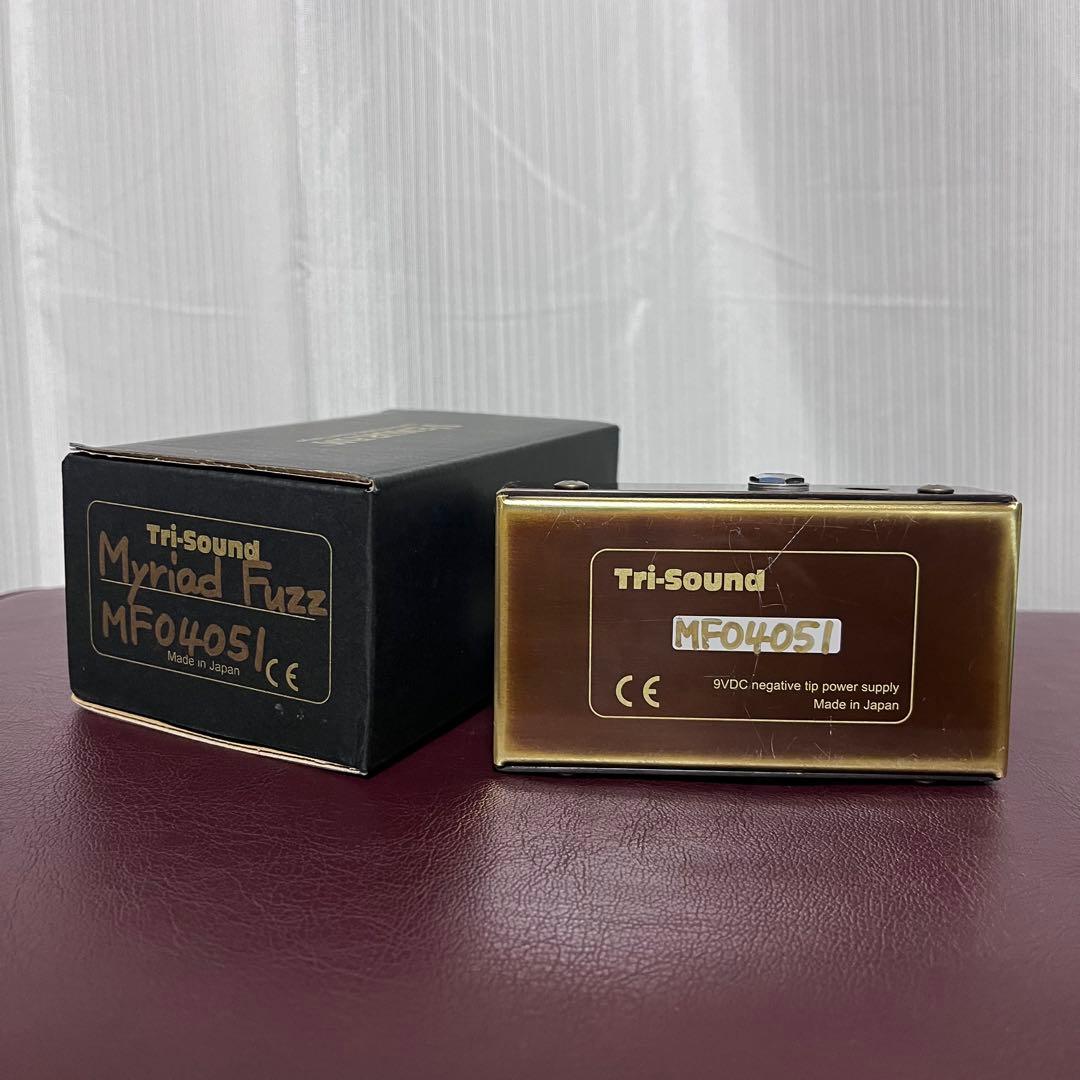 Tri-Sound
Myriad Fuzz
MF04051
Made in Japan
CE
Tri-Sound
MF04051
CE
9VDC negative tip power supply
Made in Japan